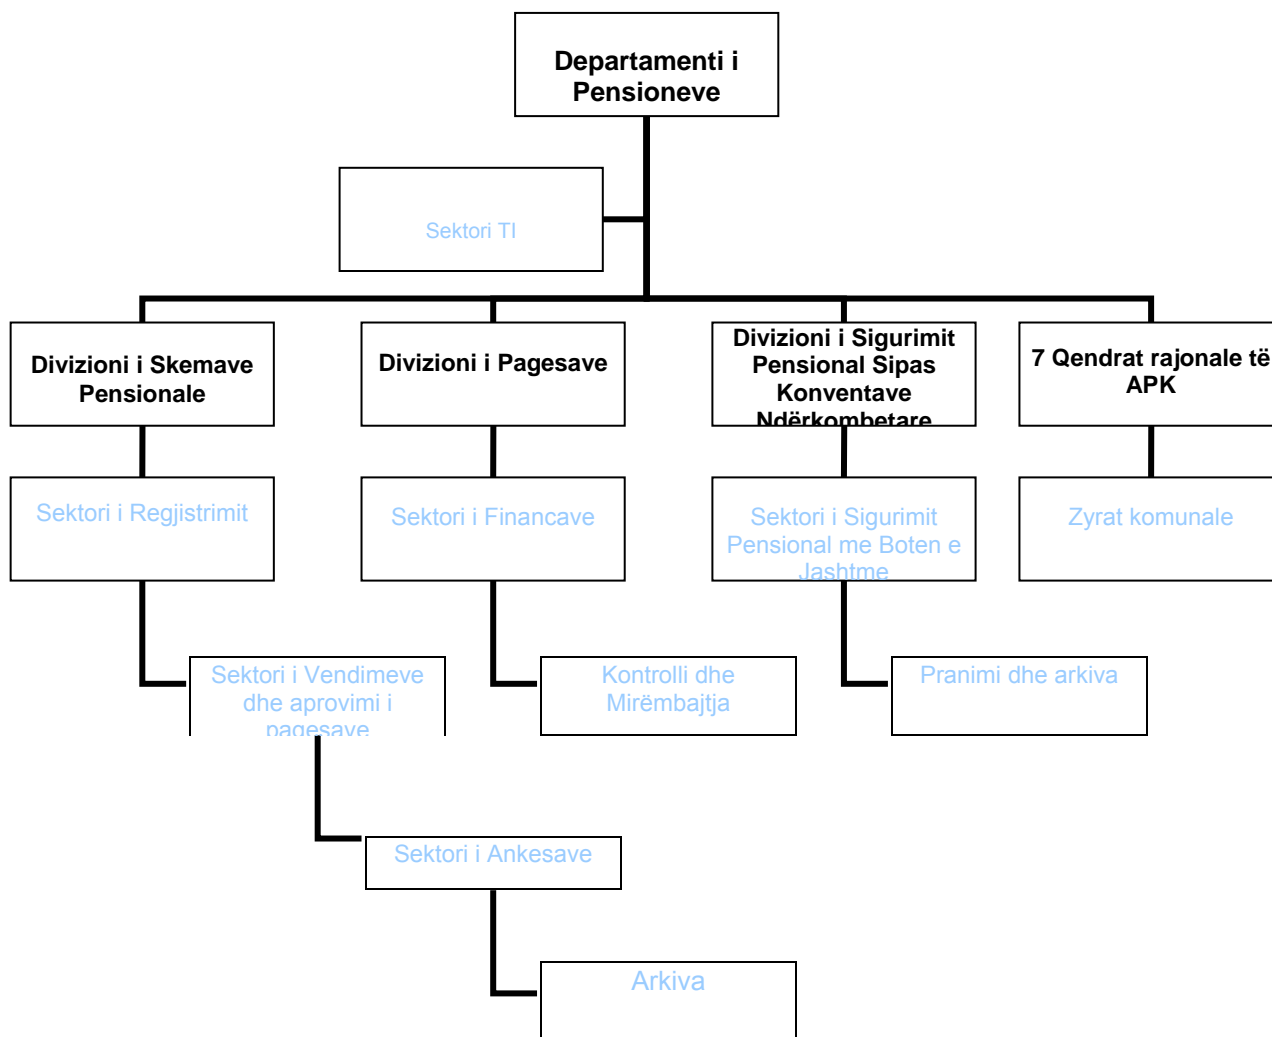 Departamenti i
Pensioneve
Sektori TI
Divizioni i Skemave
Pensionale
Divizioni i Pagesave
Divizioni i Sigurimit
Pensional Sipas
Konventave
Ndërkombetare
7 Qendrat rajonale të
APK
Sektori i Regjistrimit
Sektori i Financave
Sektori i Sigurimit
Pensional me Boten e
Jashtme
Zyrat komunale
Sektori i Vendimeve
dhe aprovimi i
pagesave
Kontrolli dhe
Mirëmbajtja
Pranimi dhe arkiva
Sektori i Ankesave
Arkiva